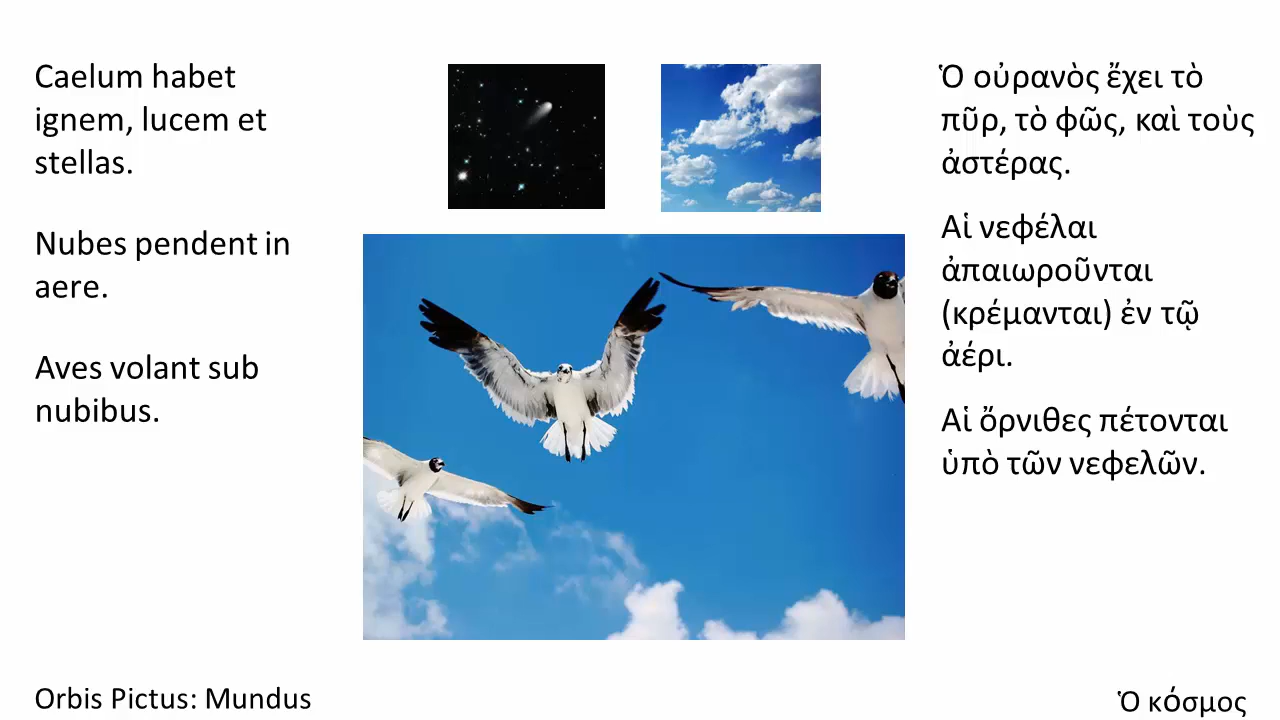 Caelum habet
ignem, lucem et
stellas.
Nubes pendent in
aere.
Aves volant sub
nubibus.
Ὁ οὐρανὸς ἔχει τὸ
πῦρ, τὸ φῶς, καὶ τοὺς
ἀστέρας.
Αἱ νεφέλαι
ἀπαιωροῦνται
(κρέμανται) ἐν τῷ
ἀέρι.
Αἱ ὄρνιθες πέτονται
ὑπὸ τῶν νεφελῶν.
Orbis Pictus: Mundus
Ὁ κόσμος